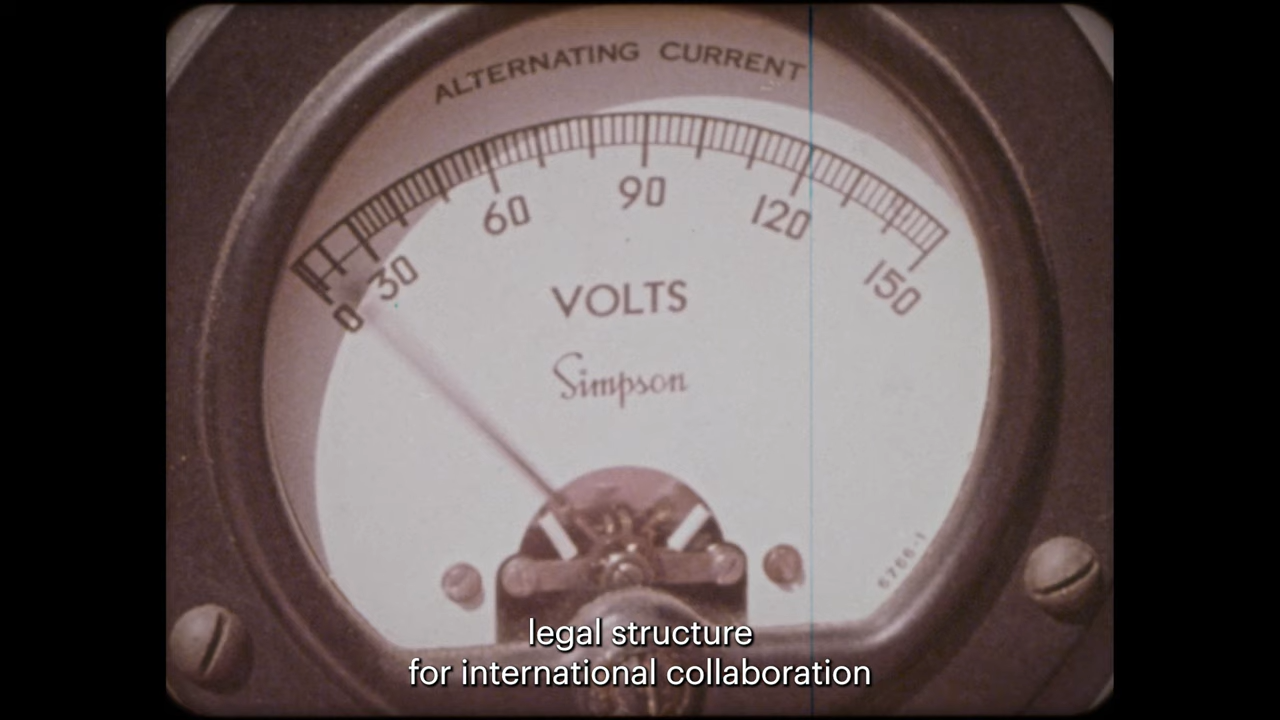 ALTERNATING CURRENT
0 30 60 90 120 150
VOLTS
Simpson
legal structure
for international collaboration